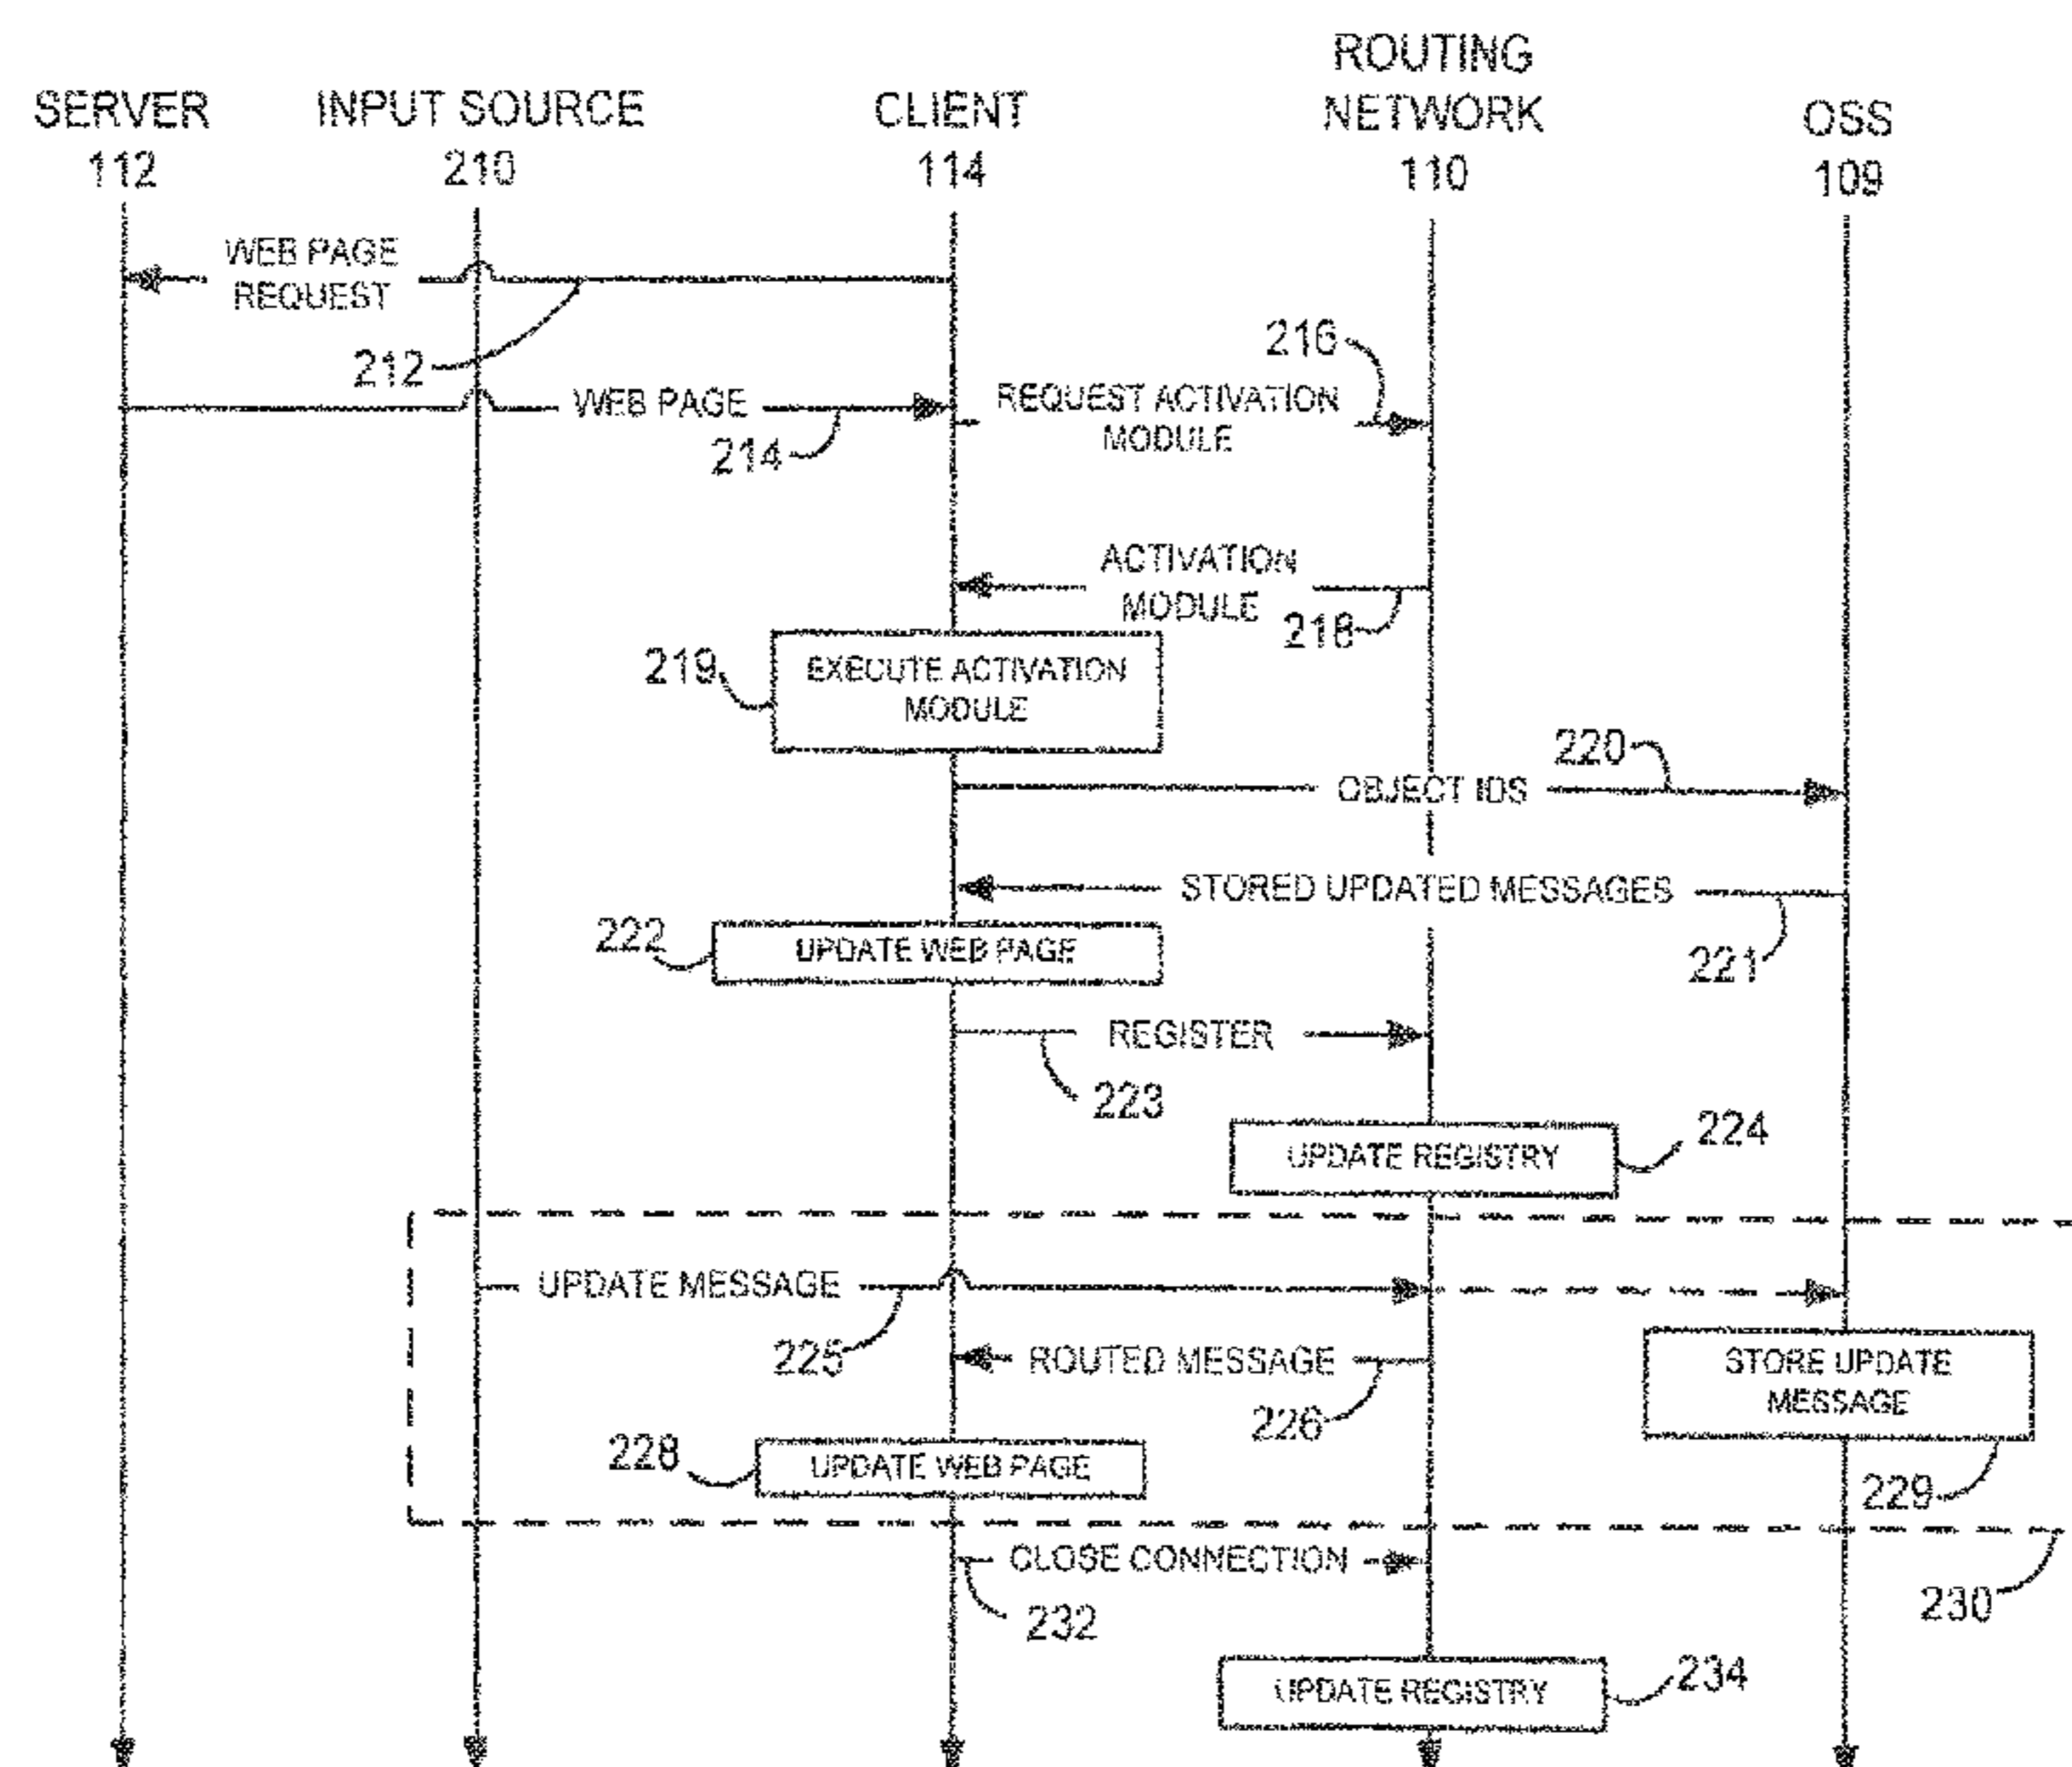 ROUTING
SERVER
INPUT SOURCE
CLIENT
NETWORK
OSS
112
210
114
110
109
WEB PAGE
REQUEST
212
216
WEB PAGE
214
REQUEST ACTIVATION
MODULE
ACTIVATION
MODULE
218
219
EXECUTE ACTIVATION
MODULE
220
OBJECT IDS
STORED UPDATED MESSAGES
221
222
UPDATE WEB PAGE
REGISTER
223
224
UPDATE REGISTRY
UPDATE MESSAGE
225
ROUTED MESSAGE
226
STORE UPDATE
MESSAGE
228
UPDATE WEB PAGE
229
CLOSE CONNECTION
230
232
UPDATE REGISTRY
234